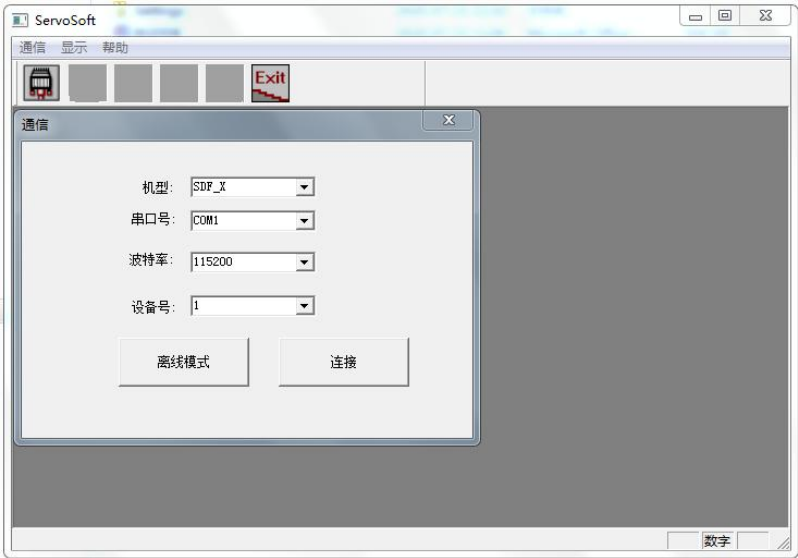 ServoSoft
通信 显示 帮助
Exit
通信
机型: SDF_X
串口号: COM1
波特率: 115200
设备号: 1
离线模式 连接
数字